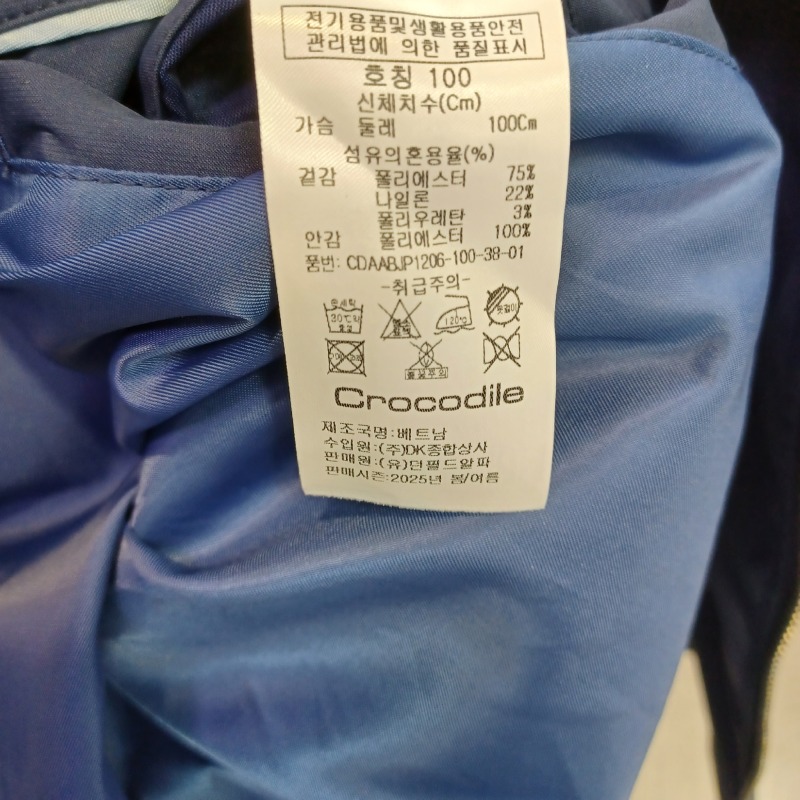 전기용품및생활용품안전
관리법에 의한 품질표시
호칭 100
신체치수(Cm)
가슴 둘레 100Cm
섬유의혼용율(%)
겉감 폴리에스터 75%
나일론 22%
폴리우레탄 3%
안감 폴리에스터 100%
품번: CDAABJP1206-100-38-01
-취급주의-
120℃
Crocodile
제조국명:베트남
수입원:(주)DK종합상사
판매원:(유)던필드알파
판매시즌:2025년 봄/여름